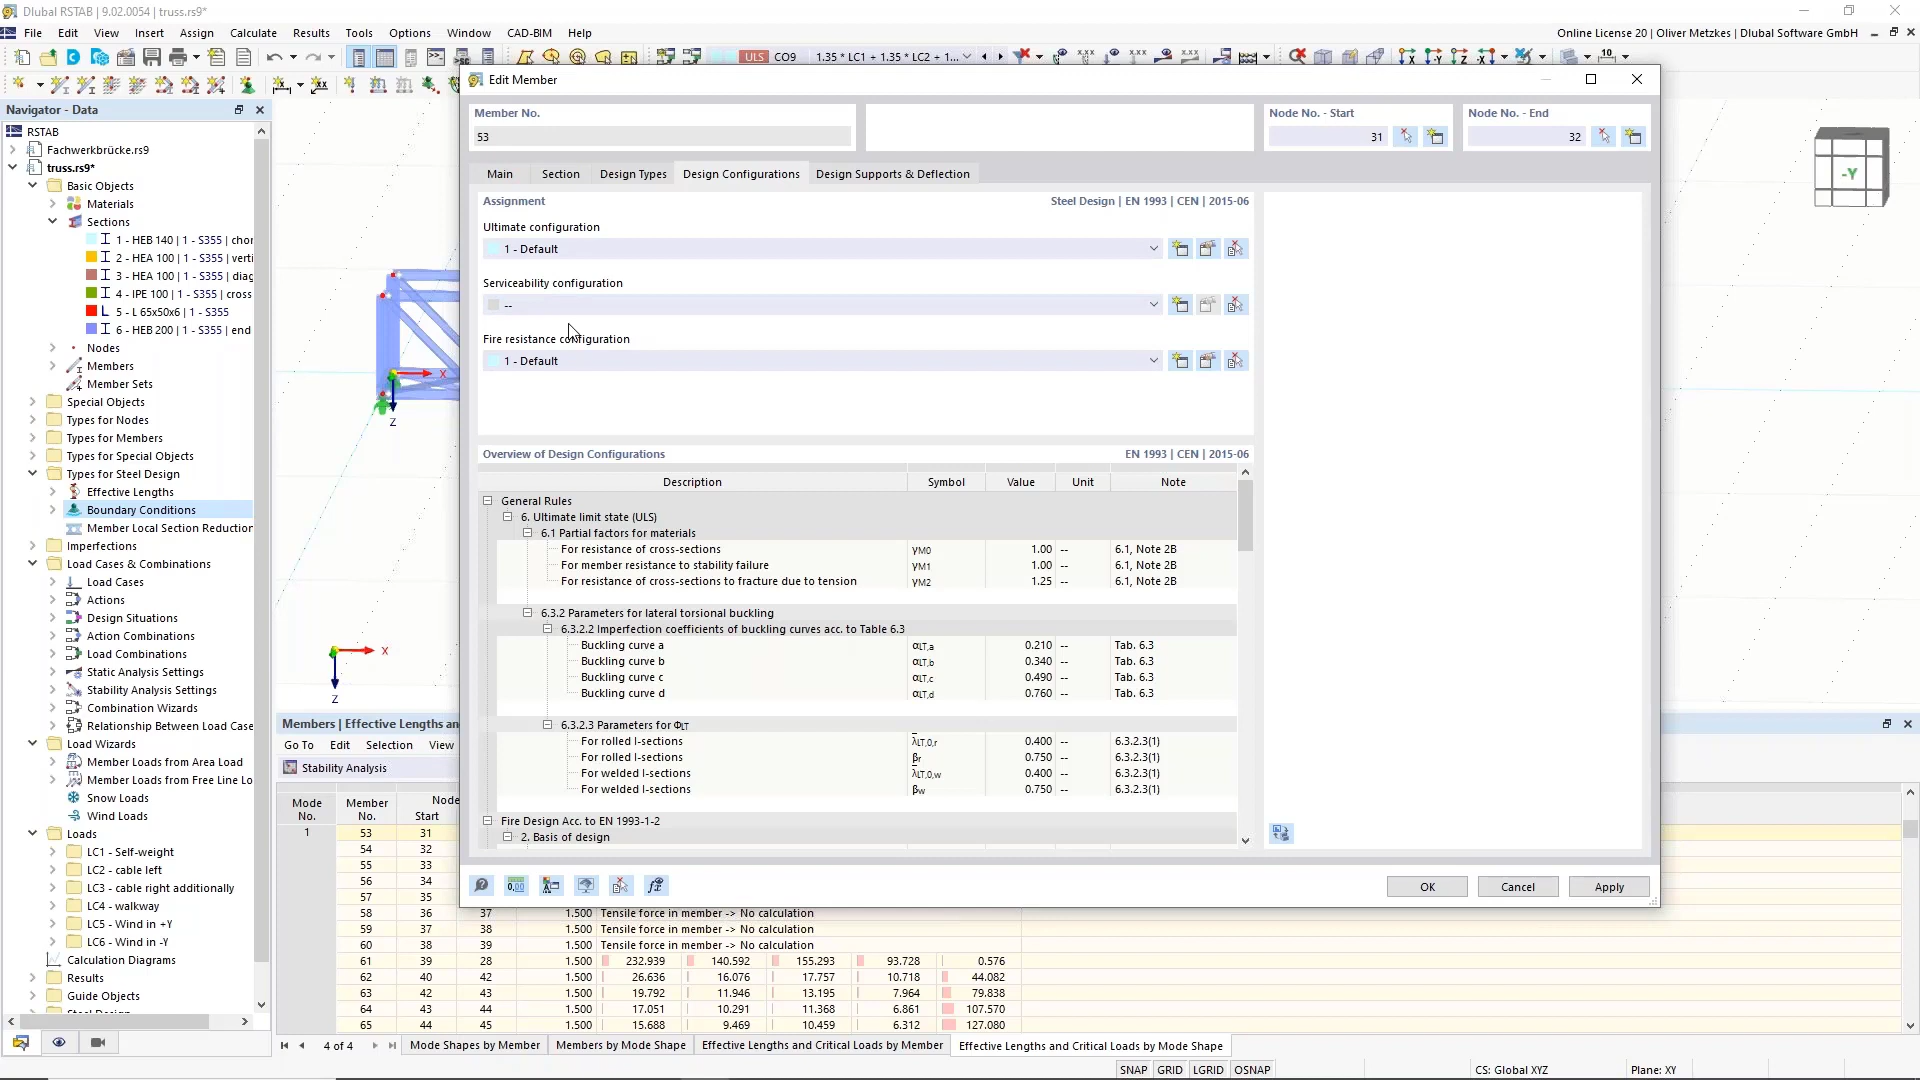 Dlubal RSTAB | 9.02.0054 | truss.rs9*
File Edit View Insert Assign Calculate Results Tools Options Window CAD-BIM Help
Online License 20 | Oliver Metzkes | Dlubal Software GmbH
ULS CO9 1.35 * LC1 + 1.35 * LC2 + 1...
Navigator - Data
RSTAB
Fachwerkbrücke.rs9
truss.rs9*
Basic Objects
Materials
Sections
1 - HEB 140 | 1 - S355 | chor
2 - HEA 100 | 1 - S355 | verti
3 - HEA 100 | 1 - S355 | diag
4 - IPE 100 | 1 - S355 | cross
5 - L 65x50x6 | 1 - S355
6 - HEB 200 | 1 - S355 | end
Nodes
Members
Member Sets
Special Objects
Types for Nodes
Types for Members
Types for Special Objects
Types for Steel Design
Effective Lengths
Boundary Conditions
Member Local Section Reduction
Imperfections
Load Cases & Combinations
Load Cases
Actions
Design Situations
Action Combinations
Load Combinations
Static Analysis Settings
Stability Analysis Settings
Combination Wizards
Relationship Between Load Case
Load Wizards
Member Loads from Area Load
Member Loads from Free Line Lo
Snow Loads
Wind Loads
Loads
LC1 - Self-weight
LC2 - cable left
LC3 - cable right additionally
LC4 - walkway
LC5 - Wind in +Y
LC6 - Wind in -Y
Calculation Diagrams
Results
Guide Objects
X
Z
X
Z
-Y
Edit Member
Member No.
53
Node No. - Start
31
Node No. - End
32
Main Section Design Types Design Configurations Design Supports & Deflection
Assignment Steel Design | EN 1993 | CEN | 2015-06
Ultimate configuration
1 - Default
Serviceability configuration
--
Fire resistance configuration
1 - Default
Overview of Design Configurations EN 1993 | CEN | 2015-06
Description Symbol Value Unit Note
General Rules
6. Ultimate limit state (ULS)
6.1 Partial factors for materials
For resistance of cross-sections γM0 1.00 -- 6.1, Note 2B
For member resistance to stability failure γM1 1.00 -- 6.1, Note 2B
For resistance of cross-sections to fracture due to tension γM2 1.25 -- 6.1, Note 2B
6.3.2 Parameters for lateral torsional buckling
6.3.2.2 Imperfection coefficients of buckling curves acc. to Table 6.3
Buckling curve a αLT,a 0.210 -- Tab. 6.3
Buckling curve b αLT,b 0.340 -- Tab. 6.3
Buckling curve c αLT,c 0.490 -- Tab. 6.3
Buckling curve d αLT,d 0.760 -- Tab. 6.3
6.3.2.3 Parameters for ΦLT
For rolled I-sections λ̅LT,0,r 0.400 -- 6.3.2.3(1)
For rolled I-sections βr 0.750 -- 6.3.2.3(1)
For welded I-sections λ̅LT,0,w 0.400 -- 6.3.2.3(1)
For welded I-sections βw 0.750 -- 6.3.2.3(1)
Fire Design Acc. to EN 1993-1-2
2. Basis of design
OK Cancel Apply
Members | Effective Lengths an
Go To Edit Selection View
Stability Analysis
Mode Member Node
No. No. Start
1 53 31
54 32
55 33
56 34
57 35
58 36 37 1.500 Tensile force in member -> No calculation
59 37 38 1.500 Tensile force in member -> No calculation
60 38 39 1.500 Tensile force in member -> No calculation
61 39 28 1.500 232.939 140.592 155.293 93.728 0.576
62 40 42 1.500 26.636 16.076 17.757 10.718 44.082
63 42 43 1.500 19.792 11.946 13.195 7.964 79.838
64 43 44 1.500 17.051 10.291 11.368 6.861 107.570
65 44 45 1.500 15.688 9.469 10.459 6.312 127.080
4 of 4 Mode Shapes by Member Members by Mode Shape Effective Lengths and Critical Loads by Member Effective Lengths and Critical Loads by Mode Shape
SNAP GRID LGRID OSNAP CS: Global XYZ Plane: XY